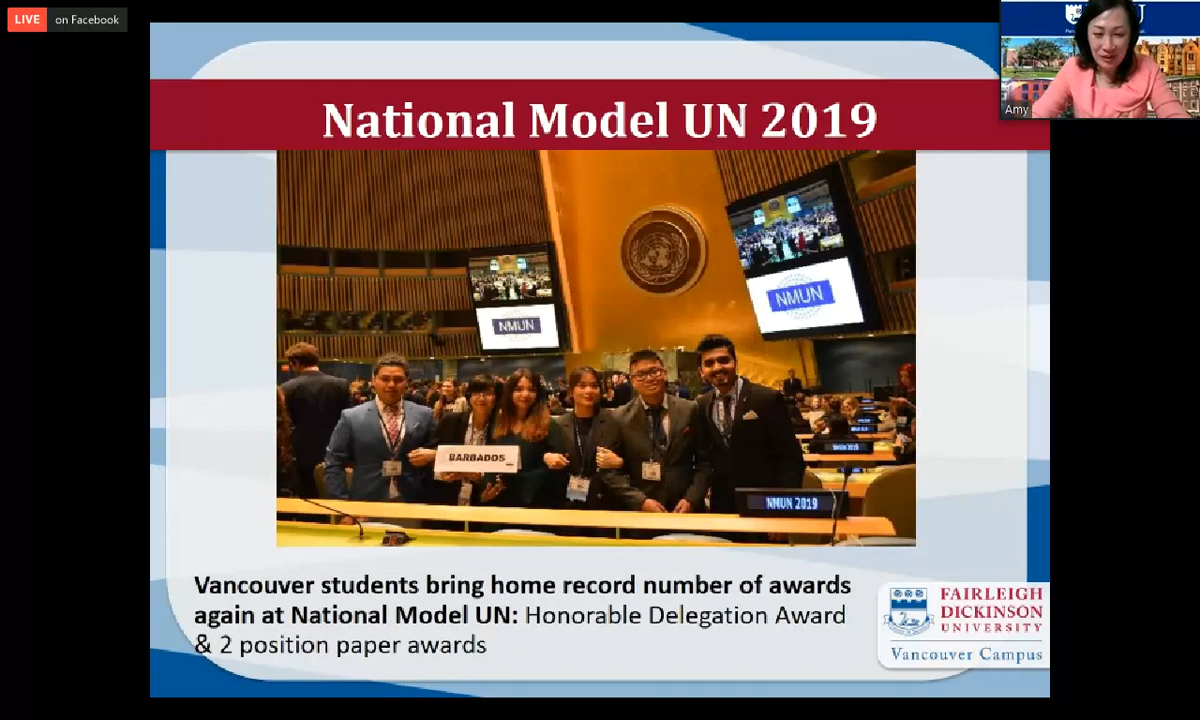 LIVE on Facebook
Amy
National Model UN 2019
NMUN
NMUN
BARBADOS
NMUN 2019
Vancouver students bring home record number of awards
again at National Model UN: Honorable Delegation Award
& 2 position paper awards
FAIRLEIGH
DICKINSON
UNIVERSITY
Vancouver Campus